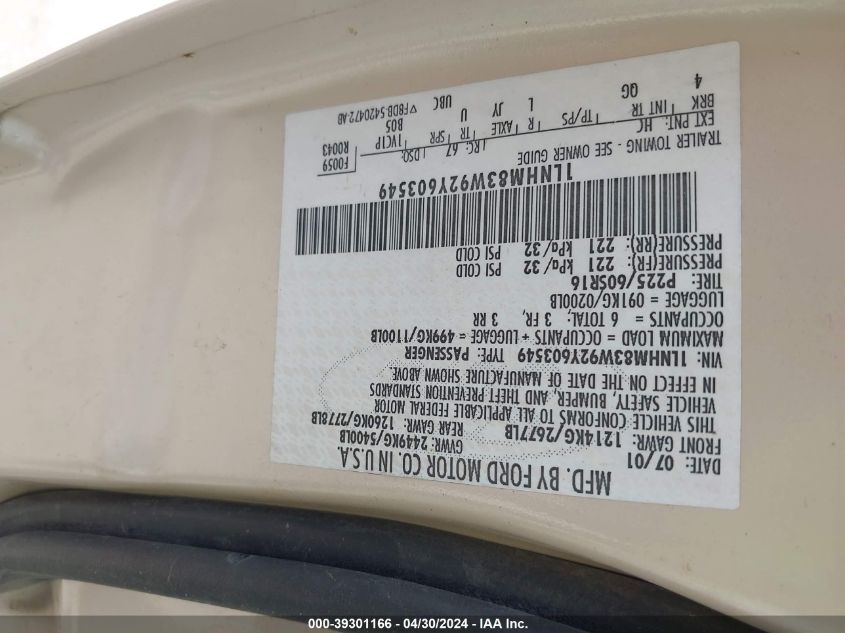 MFD. BY FORD MOTOR CO. IN U.S.A.
DATE: 07/01
GVWR: 2449KG/5400LB
FRONT GAWR: 1214KG/2677LB
REAR GAWR: 1260KG/2778LB
THIS VEHICLE CONFORMS TO ALL APPLICABLE FEDERAL MOTOR
VEHICLE SAFETY, BUMPER, AND THEFT PREVENTION STANDARDS
IN EFFECT ON THE DATE OF MANUFACTURE SHOWN ABOVE.
VIN: 1LNHM83W92Y603549 TYPE: PASSENGER
MAXIMUM LOAD = OCCUPANTS + LUGGAGE = 499KG/1100LB
OCCUPANTS = 6 TOTAL: 3 FR, 3 RR
LUGGAGE = 091KG/0200LB
TIRE: P225/60SR16
PRESSURE(FR): 221 kPa/32 PSI COLD
PRESSURE(RR): 221 kPa/32 PSI COLD
1LNHM83W92Y603549
TRAILER TOWING - SEE OWNER GUIDE
F0059
R0043
EXT PNT: HC RC: 67 DSO:
1VC1P
B05
BRK INT TR TP/PS R AXLE TR SPR
4 QG L JY U UBC
▽F8DB-5420472-AB
000-39301166 - 04/30/2024 - IAA Inc.